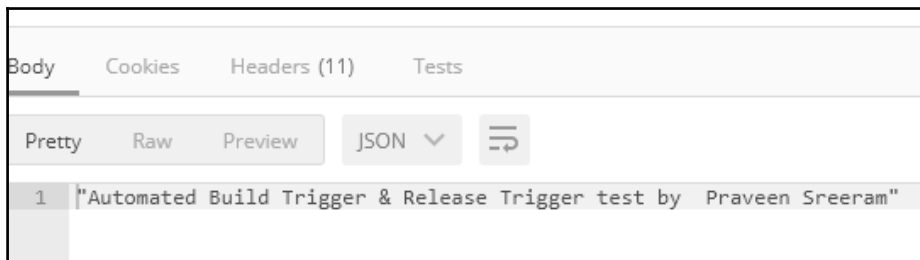 Body Cookies Headers (11) Tests
Pretty Raw Preview JSON
1 "Automated Build Trigger & Release Trigger test by  Praveen Sreeram"